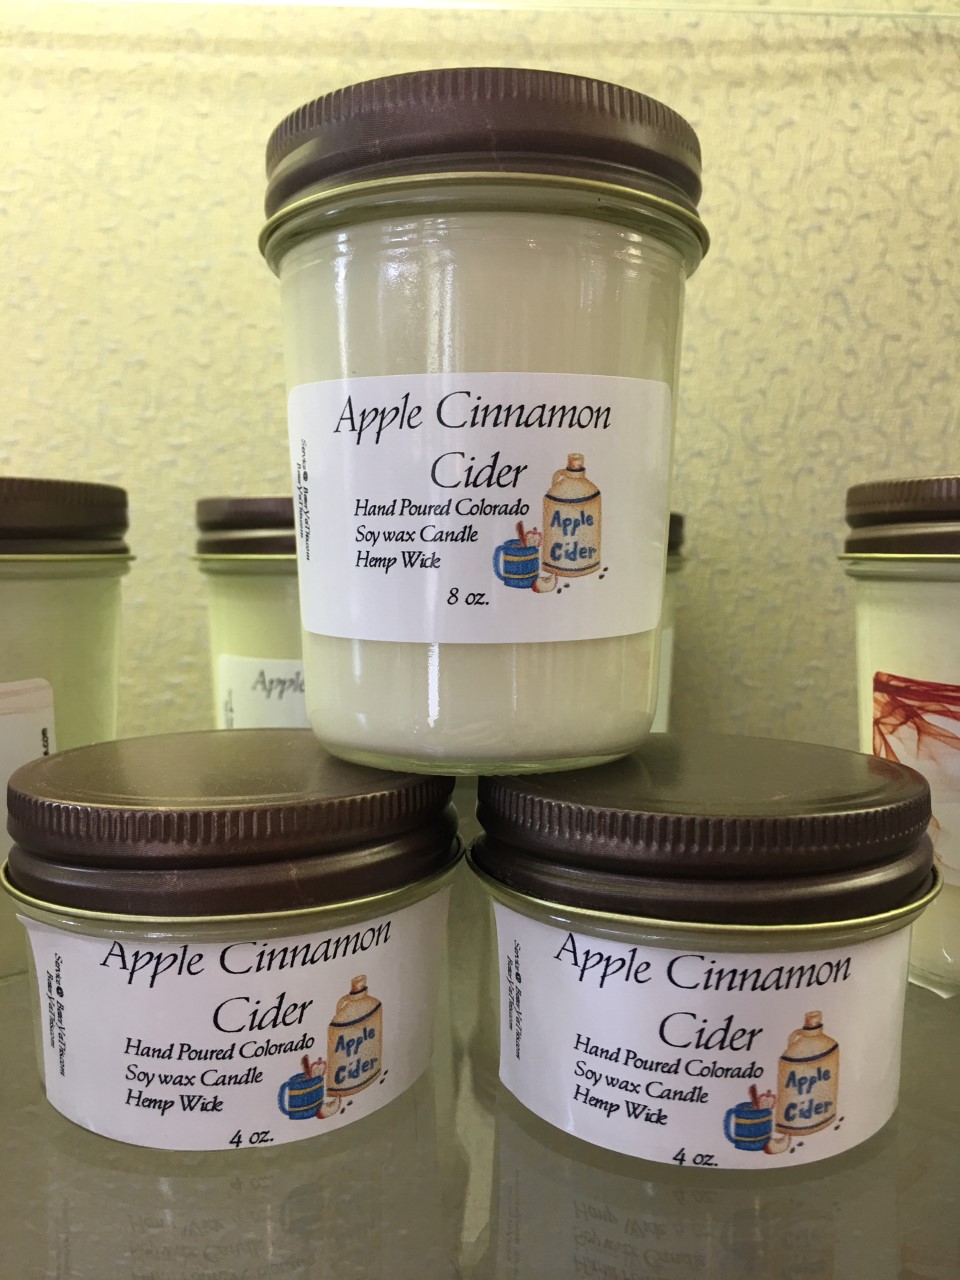 Apple Cinnamon
Cider
Hand Poured Colorado
Soy wax Candle
Hemp Wick
8 oz.
Apple
Cider
Apple
Apple Cinnamon
Cider
Hand Poured Colorado
Soy wax Candle
Hemp Wick
4 oz.
Apple
Cider
Apple Cinnamon
Cider
Hand Poured Colorado
Soy wax Candle
Hemp Wick
4 oz.
Apple
Cider